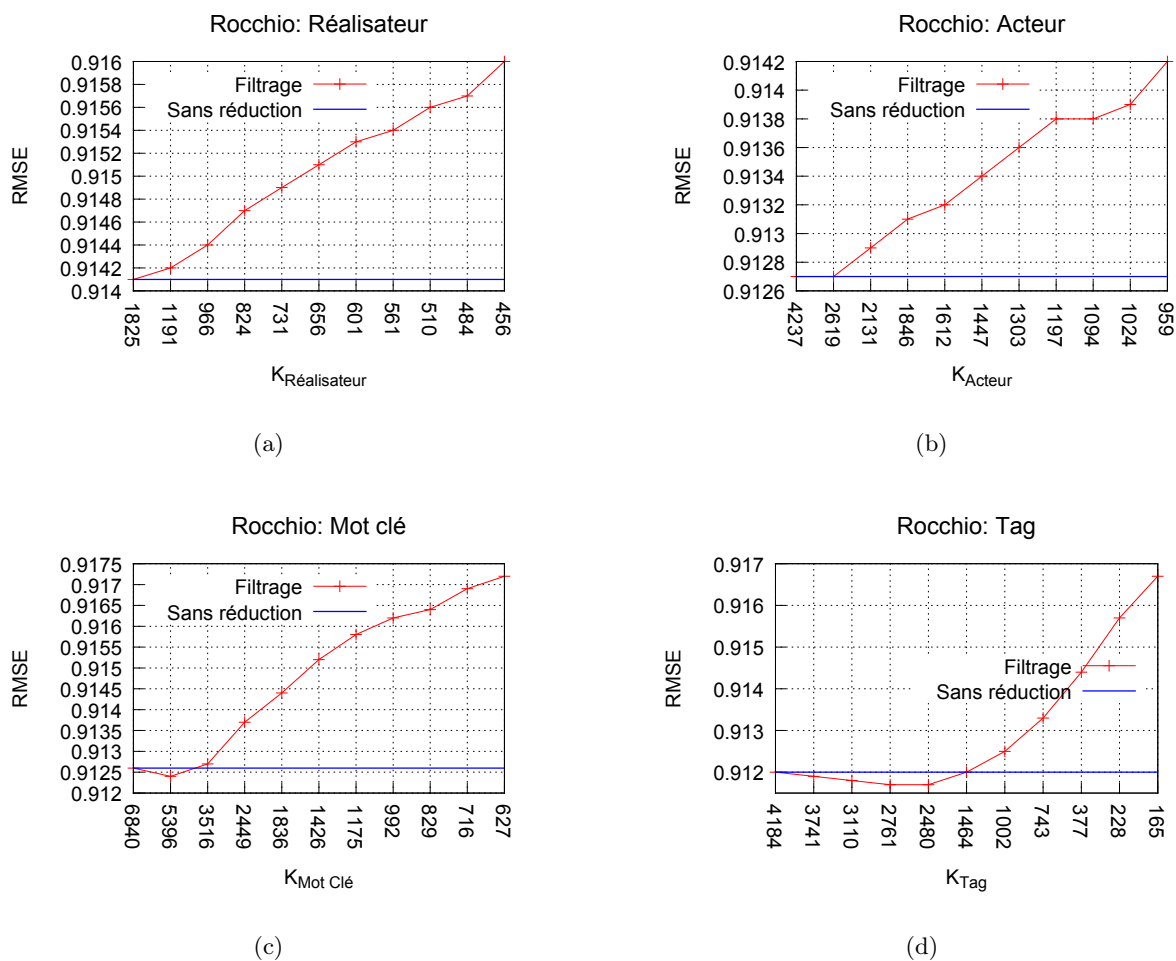 Rocchio: Réalisateur
0.916
0.9158
0.9156
0.9154
0.9152
0.915
0.9148
0.9146
0.9144
0.9142
0.914
RMSE
Filtrage
Sans réduction
1825 1191 966 824 731 656 601 561 510 484 456
KRéalisateur
(a)
Rocchio: Acteur
0.9142
0.914
0.9138
0.9136
0.9134
0.9132
0.913
0.9128
0.9126
RMSE
Filtrage
Sans réduction
4237 2619 2131 1846 1612 1447 1303 1197 1094 1024 959
KActeur
(b)
Rocchio: Mot clé
0.9175
0.917
0.9165
0.916
0.9155
0.915
0.9145
0.914
0.9135
0.913
0.9125
0.912
RMSE
Filtrage
Sans réduction
6840 5396 3516 2449 1836 1426 1175 992 829 716 627
KMot Clé
(c)
Rocchio: Tag
0.917
0.916
0.915
0.914
0.913
0.912
RMSE
Filtrage
Sans réduction
4184 3741 3110 2761 2480 1464 1002 743 377 228 165
KTag
(d)